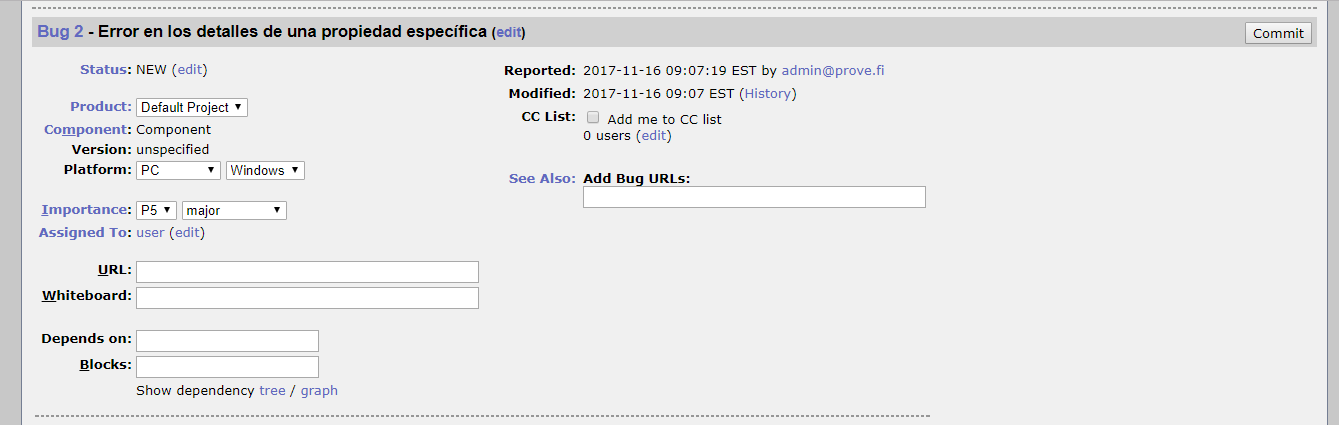 Bug 2 - Error en los detalles de una propiedad específica (edit)
Commit
Status: NEW (edit)
Product: Default Project
Component: Component
Version: unspecified
Platform: PC Windows
Importance: P5 major
Assigned To: user (edit)
URL:
Whiteboard:
Depends on:
Blocks:
Show dependency tree / graph
Reported: 2017-11-16 09:07:19 EST by admin@prove.fi
Modified: 2017-11-16 09:07 EST (History)
CC List: Add me to CC list
0 users (edit)
See Also: Add Bug URLs: